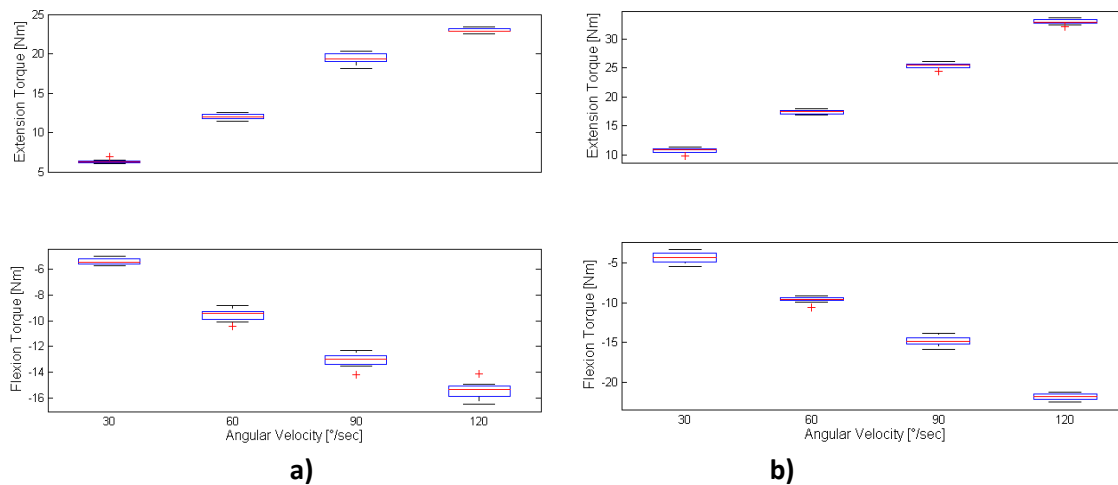 Extension Torque [Nm]
25
20
15
10
5
Flexion Torque [Nm]
-6
-8
-10
-12
-14
-16
30 60 90 120
Angular Velocity [°/sec]
a)
Extension Torque [Nm]
30
25
20
15
10
Flexion Torque [Nm]
-5
-10
-15
-20
30 60 90 120
Angular Velocity [°/sec]
b)